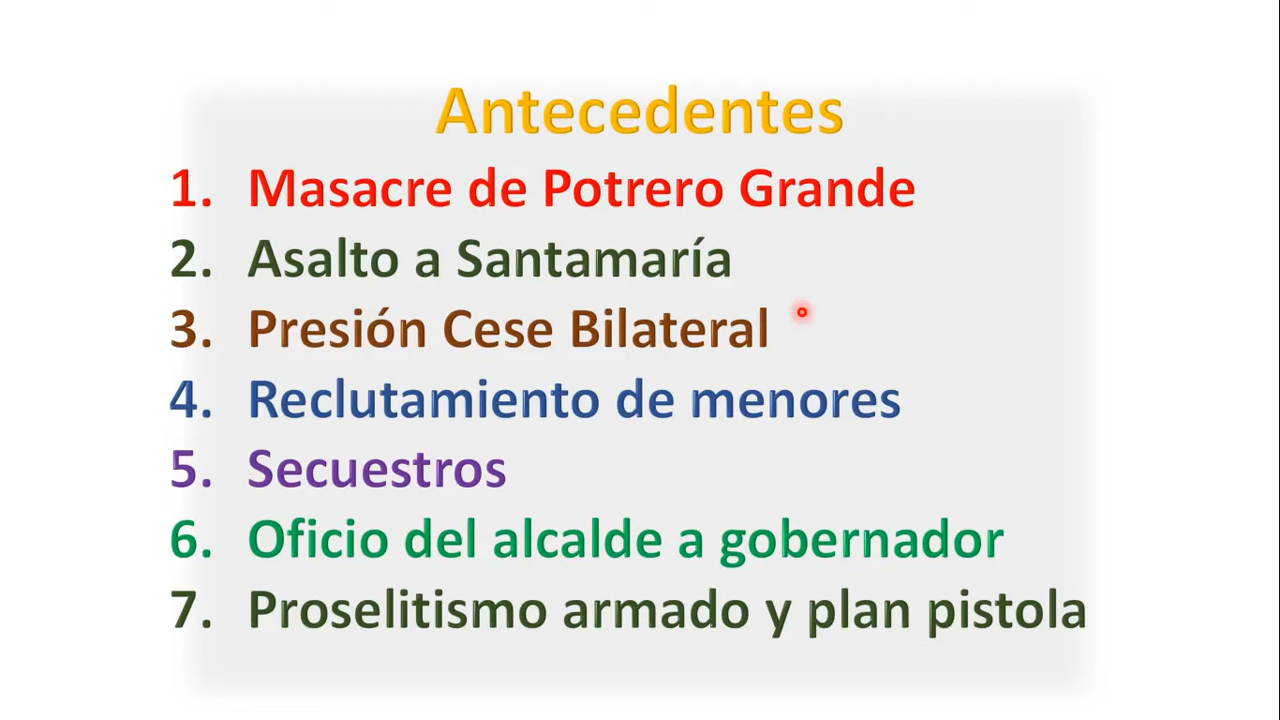 Antecedentes
1. Masacre de Potrero Grande
2. Asalto a Santamaría
3. Presión Cese Bilateral
4. Reclutamiento de menores
5. Secuestros
6. Oficio del alcalde a gobernador
7. Proselitismo armado y plan pistola